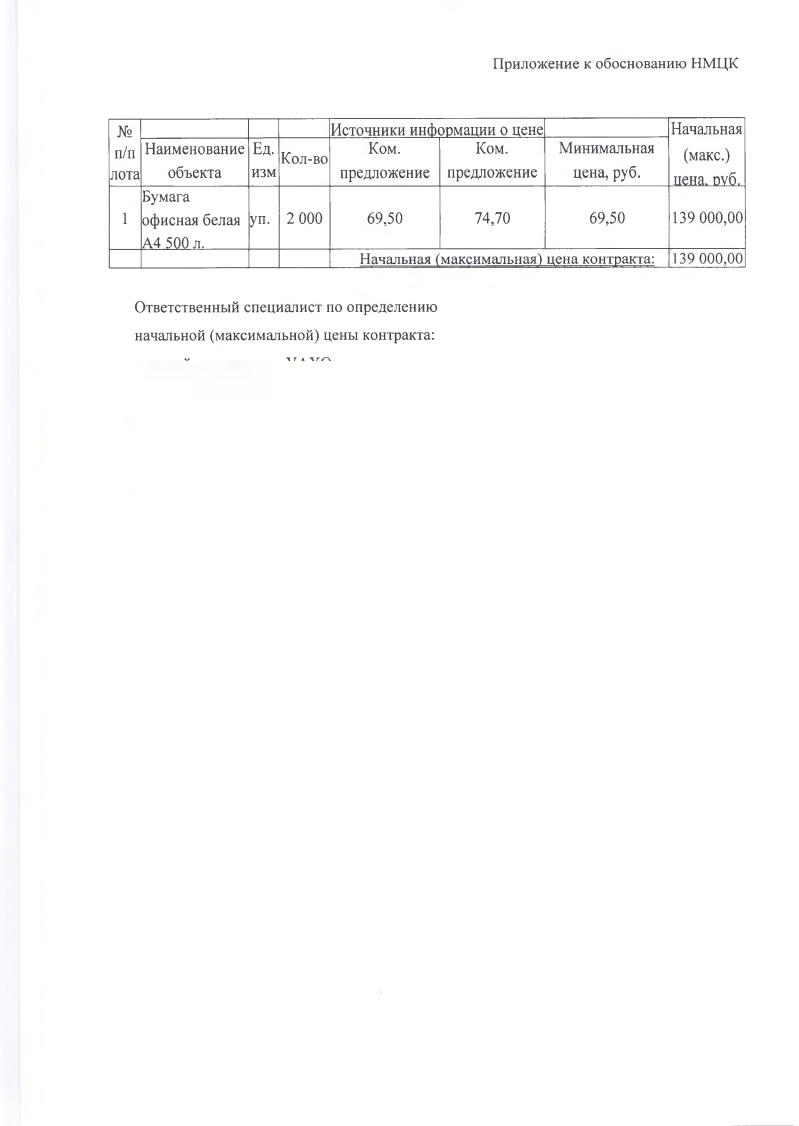 Приложение к обоснованию НМЦК
№ п/п лота
Наименование объекта
Ед. изм
Кол-во
Источники информации о цене
Ком. предложение
Ком. предложение
Минимальная цена, руб.
Начальная (макс.) цена, руб.
1
Бумага
офисная белая
А4 500 л.
уп.
2 000
69,50
74,70
69,50
139 000,00
Начальная (максимальная) цена контракта:
139 000,00
Ответственный специалист по определению
начальной (максимальной) цены контракта: